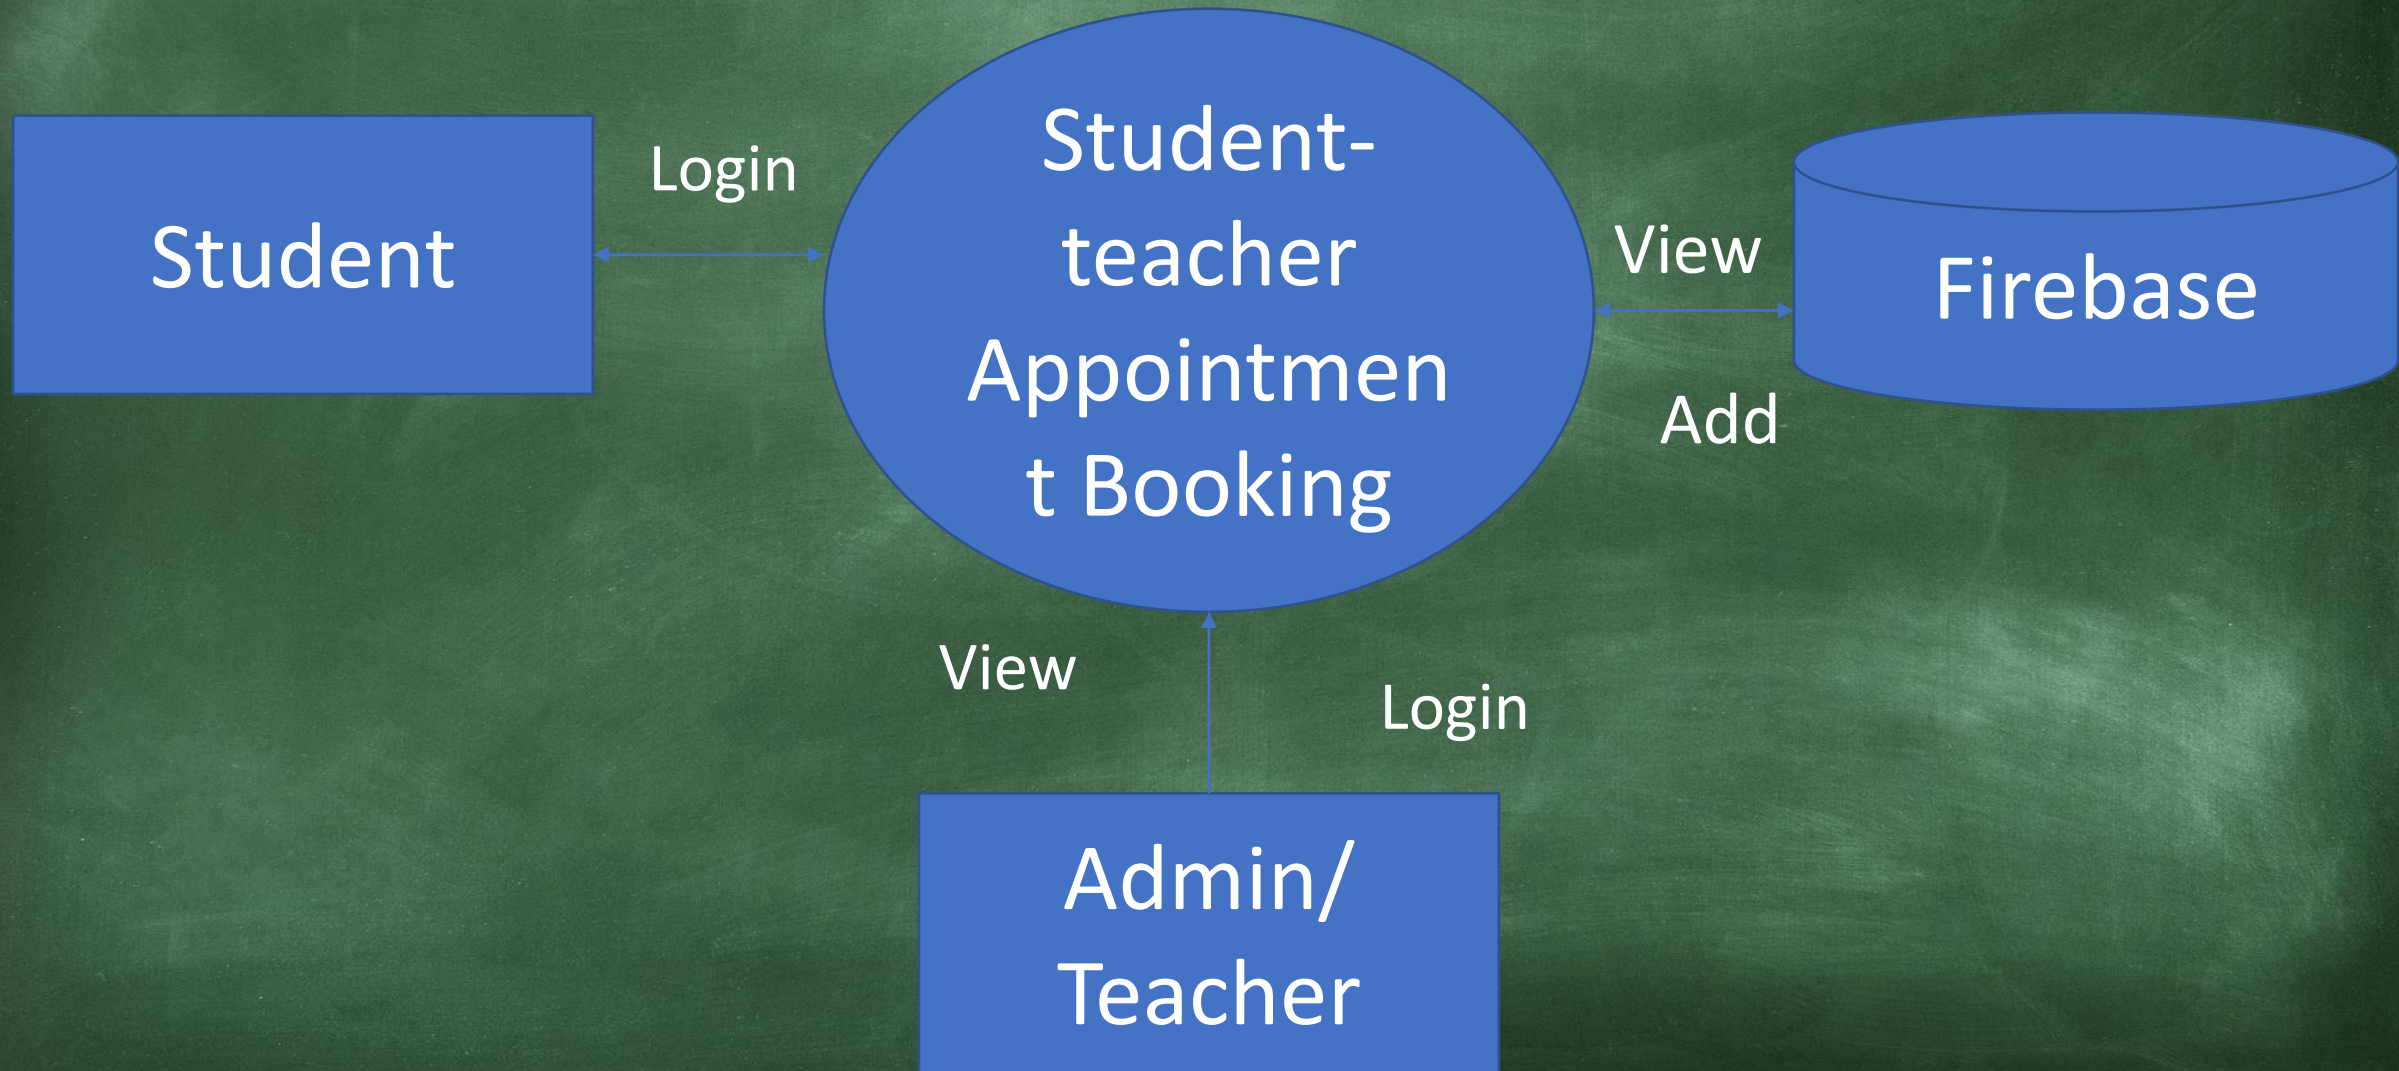 Student
Login
Student-
teacher
Appointmen
t Booking
View
Add
Firebase
View
Login
Admin/
Teacher